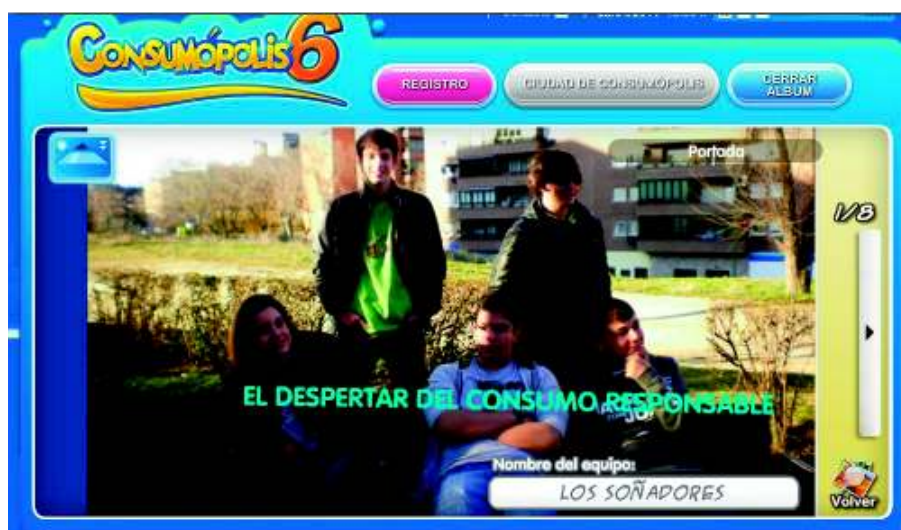 CONSUMÓPOLIS 6
REGISTRO
CIUDAD DE CONSUMÓPOLIS
CERRAR
ALBUM
Portada
1/8
EL DESPERTAR DEL CONSUMO RESPONSABLE
Nombre del equipo:
LOS SOÑADORES
Volver